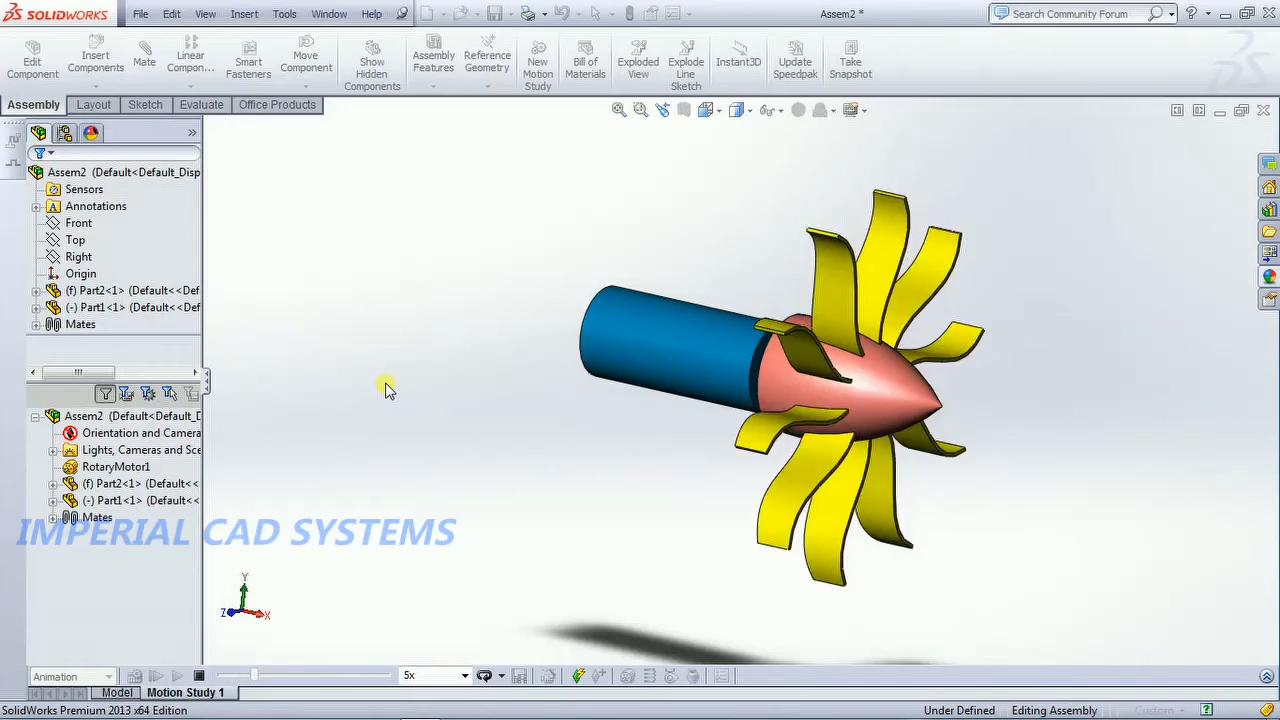 SOLIDWORKS File Edit View Insert Tools Window Help Assem2 * Search Community Forum ?
Edit Component
Insert Components
Mate
Linear Compon...
Smart Fasteners
Move Component
Show Hidden Components
Assembly Features
Reference Geometry
New Motion Study
Bill of Materials
Exploded View
Explode Line Sketch
Instant3D
Update Speedpak
Take Snapshot
Assembly Layout Sketch Evaluate Office Products
Assem2 (Default<Default_Disp
Sensors
Annotations
Front
Top
Right
Origin
(f) Part2<1> (Default<<Def
(-) Part1<1> (Default<<Def
Mates
Assem2 (Default<Default_D
Orientation and Camera
Lights, Cameras and Sce
RotaryMotor1
(f) Part2<1> (Default<<
(-) Part1<1> (Default<<
Mates
IMPERIAL CAD SYSTEMS
Y
Z X
Animation 5x
Model Motion Study 1
SolidWorks Premium 2013 x64 Edition Under Defined Editing Assembly Custom ?